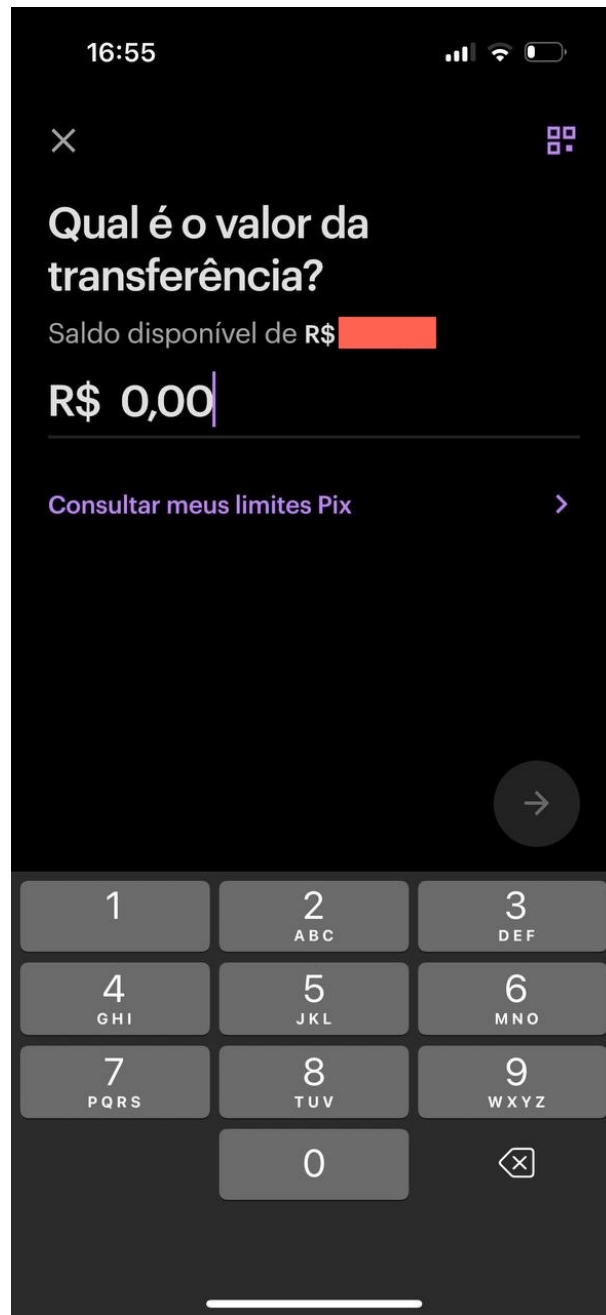 16:55
Qual é o valor da
transferência?
Saldo disponível de R$
R$ 0,00
Consultar meus limites Pix
1
2
ABC
3
DEF
4
GHI
5
JKL
6
MNO
7
PQRS
8
TUV
9
WXYZ
0